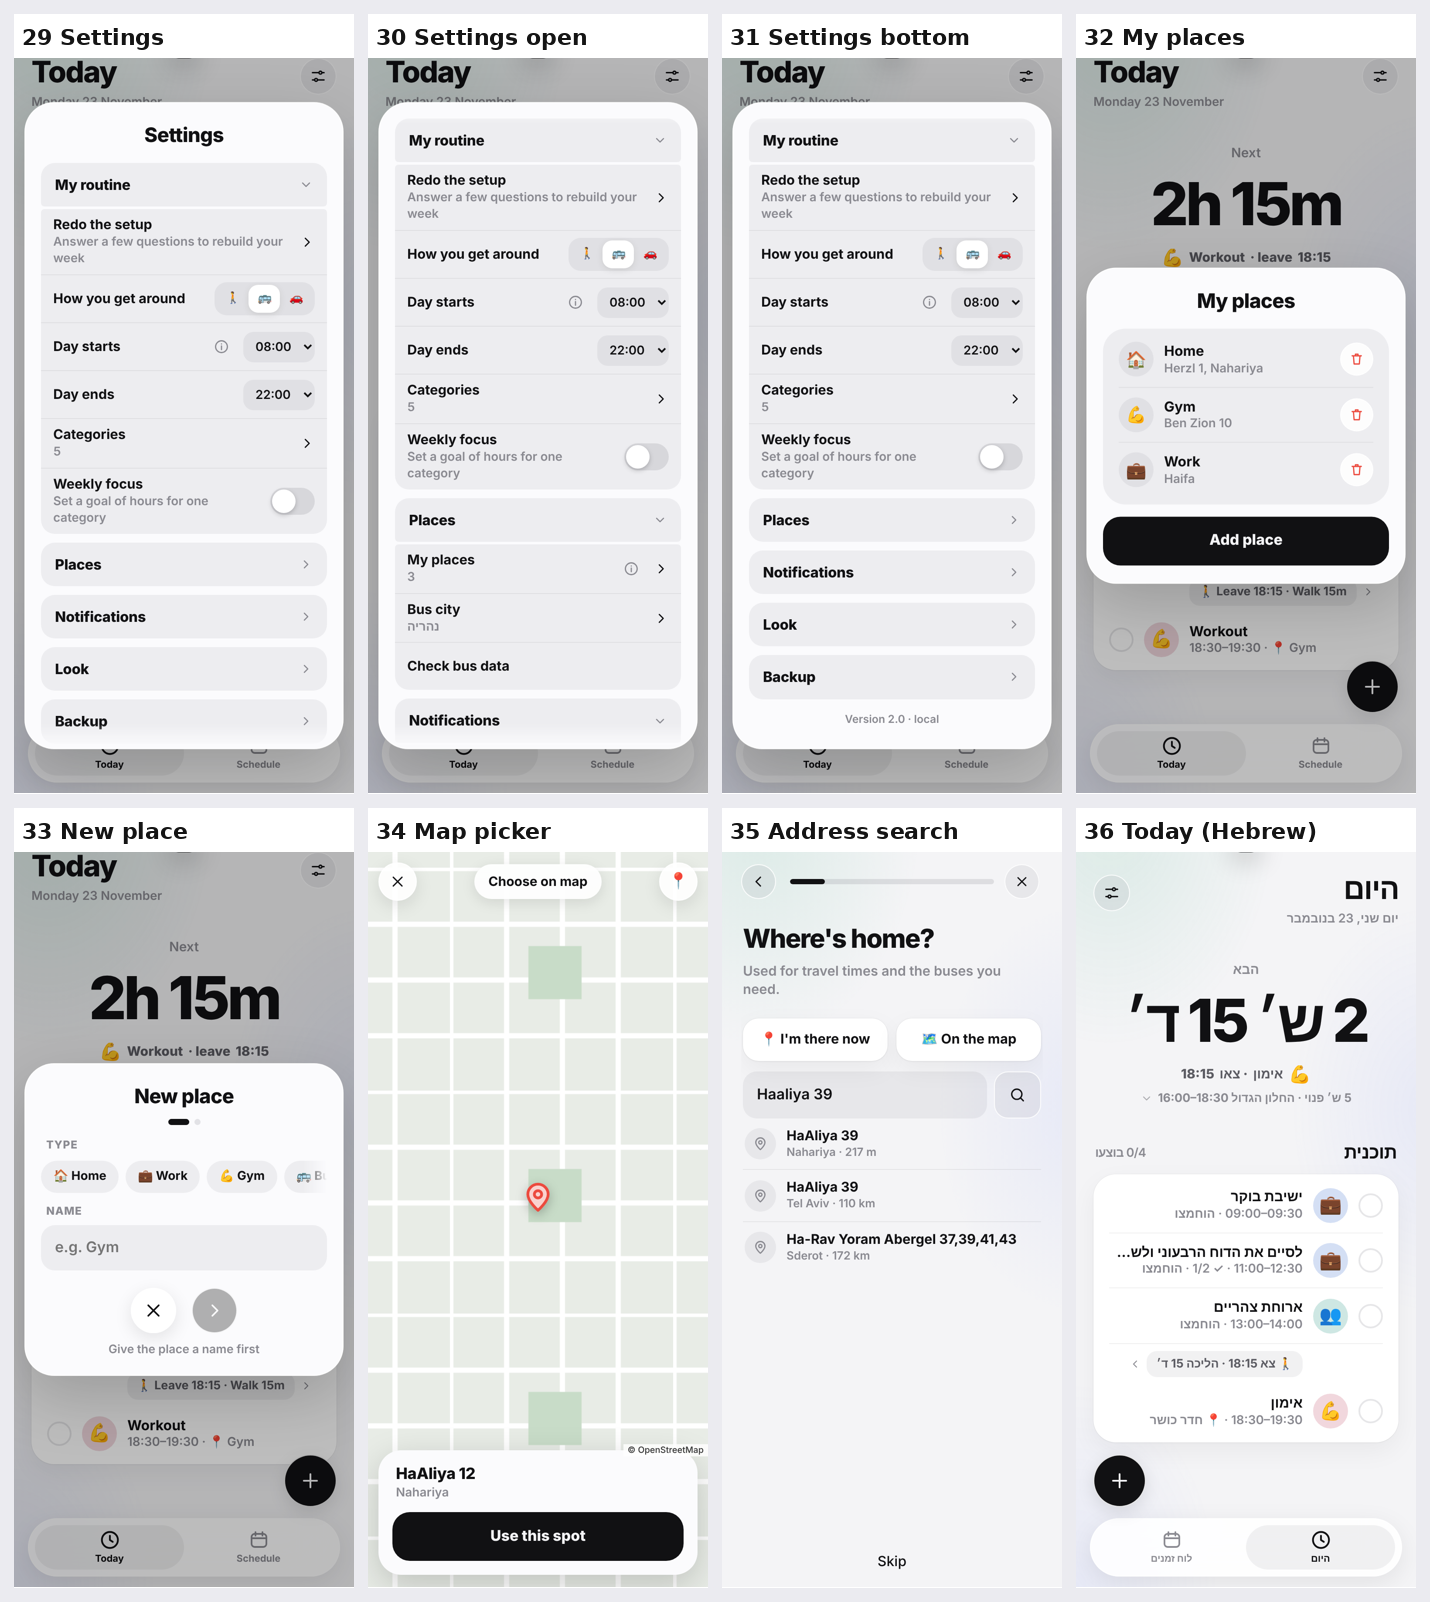 29 Settings
Today
Monday 23 November
Settings
My routine
Redo the setup
Answer a few questions to rebuild your
week
How you get around
Day starts
08:00
Day ends
22:00
Categories
5
Weekly focus
Set a goal of hours for one
category
Places
Notifications
Look
Backup
Today
Schedule
30 Settings open
Today
Monday 23 November
My routine
Redo the setup
Answer a few questions to rebuild your
week
How you get around
Day starts
08:00
Day ends
22:00
Categories
5
Weekly focus
Set a goal of hours for one
category
Places
My places
3
Bus city
נהריה
Check bus data
Notifications
Today
Schedule
31 Settings bottom
Today
Monday 23 November
My routine
Redo the setup
Answer a few questions to rebuild your
week
How you get around
Day starts
08:00
Day ends
22:00
Categories
5
Weekly focus
Set a goal of hours for one
category
Places
Notifications
Look
Backup
Version 2.0 · local
Today
Schedule
32 My places
Today
Monday 23 November
Next
2h 15m
💪 Workout · leave 18:15
My places
Home
Herzl 1, Nahariya
Gym
Ben Zion 10
Work
Haifa
Add place
Leave 18:15 · Walk 15m
Workout
18:30–19:30 · 📍 Gym
Today
Schedule
33 New place
Today
Monday 23 November
Next
2h 15m
💪 Workout · leave 18:15
New place
TYPE
🏠 Home
💼 Work
💪 Gym
NAME
e.g. Gym
Give the place a name first
Leave 18:15 · Walk 15m
Workout
18:30–19:30 · 📍 Gym
Today
Schedule
34 Map picker
Choose on map
© OpenStreetMap
HaAliya 12
Nahariya
Use this spot
35 Address search
Where's home?
Used for travel times and the buses you
need.
📍 I'm there now
🗺️ On the map
Haaliya 39
HaAliya 39
Nahariya · 217 m
HaAliya 39
Tel Aviv · 110 km
Ha-Rav Yoram Abergel 37,39,41,43
Sderot · 172 km
Skip
36 Today (Hebrew)
היום
יום שני, 23 בנובמבר
הבא
2 ש׳ 15 ד׳
💪 אימון · צאו 18:15
5 ש׳ פנוי · החלון הגדול 16:00–18:30
תוכנית
0/4 בוצעו
ישיבת בוקר
09:00–09:30 · הוחמצו
לסיים את הדוח הרבעוני ולש...
11:00–12:30 · ✓ 1/2 · הוחמצו
ארוחת צהריים
13:00–14:00 · הוחמצו
🚶 צא 18:15 · הליכה 15 ד׳
אימון
18:30–19:30 · 📍 חדר כושר
היום
לוח זמנים